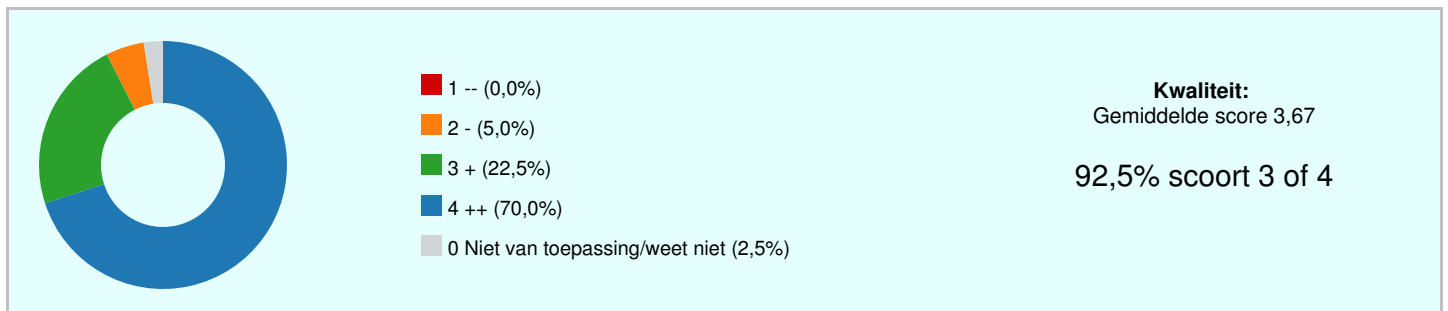 1 -- (0,0%)
2 - (5,0%)
3 + (22,5%)
4 ++ (70,0%)
0 Niet van toepassing/weet niet (2,5%)
Kwaliteit:
Gemiddelde score 3,67
92,5% scoort 3 of 4